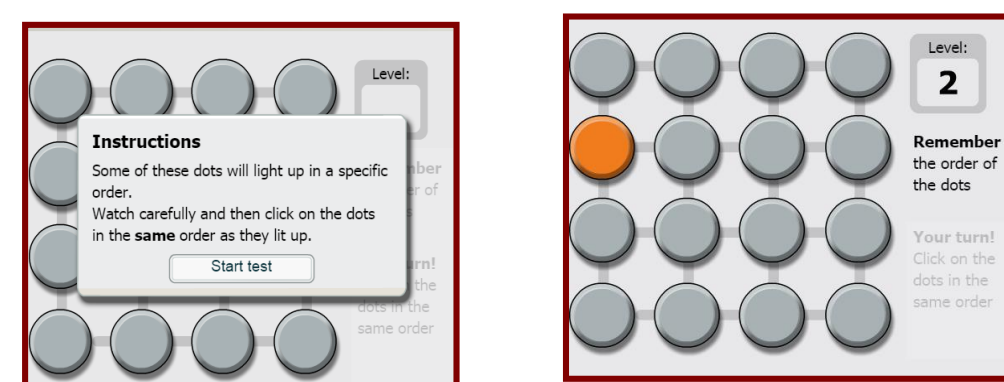 Level:
Instructions
Some of these dots will light up in a specific
order.
Watch carefully and then click on the dots
in the same order as they lit up.
Start test
same order
Level:
2
Remember
the order of
the dots
Your turn!
Click on the
dots in the
same order